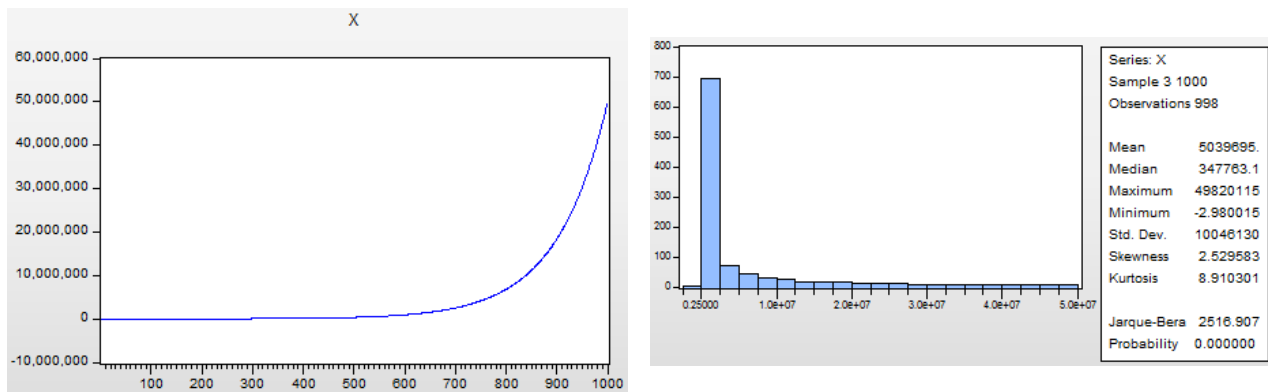 X
60,000,000
50,000,000
40,000,000
30,000,000
20,000,000
10,000,000
0
-10,000,000
100 200 300 400 500 600 700 800 900 1000
800
700
600
500
400
300
200
100
0
0.25000 1.0e+07 2.0e+07 3.0e+07 4.0e+07 5.0e+07
Series: X
Sample 3 1000
Observations 998
Mean 5039695.
Median 347763.1
Maximum 49820115
Minimum -2.980015
Std. Dev. 10046130
Skewness 2.529583
Kurtosis 8.910301
Jarque-Bera 2516.907
Probability 0.000000